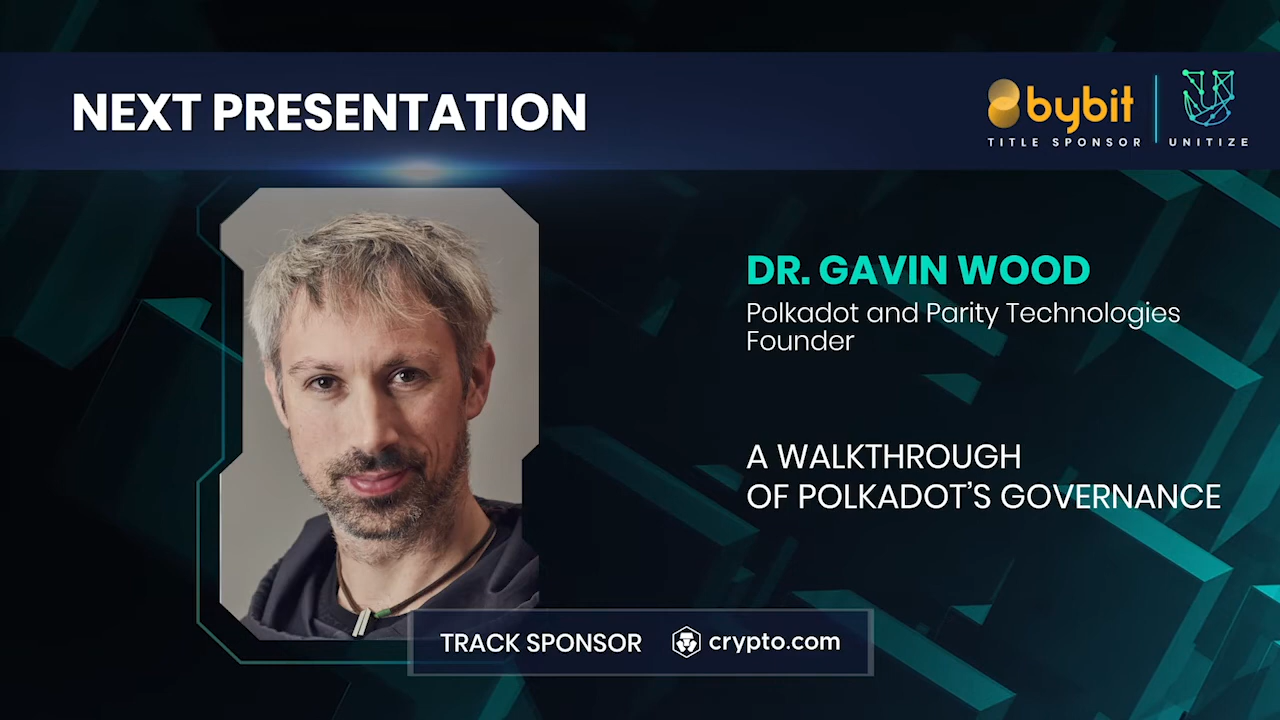 NEXT PRESENTATION
bybit
TITLE SPONSOR
UNITIZE
DR. GAVIN WOOD
Polkadot and Parity Technologies
Founder
A WALKTHROUGH
OF POLKADOT’S GOVERNANCE
TRACK SPONSOR crypto.com